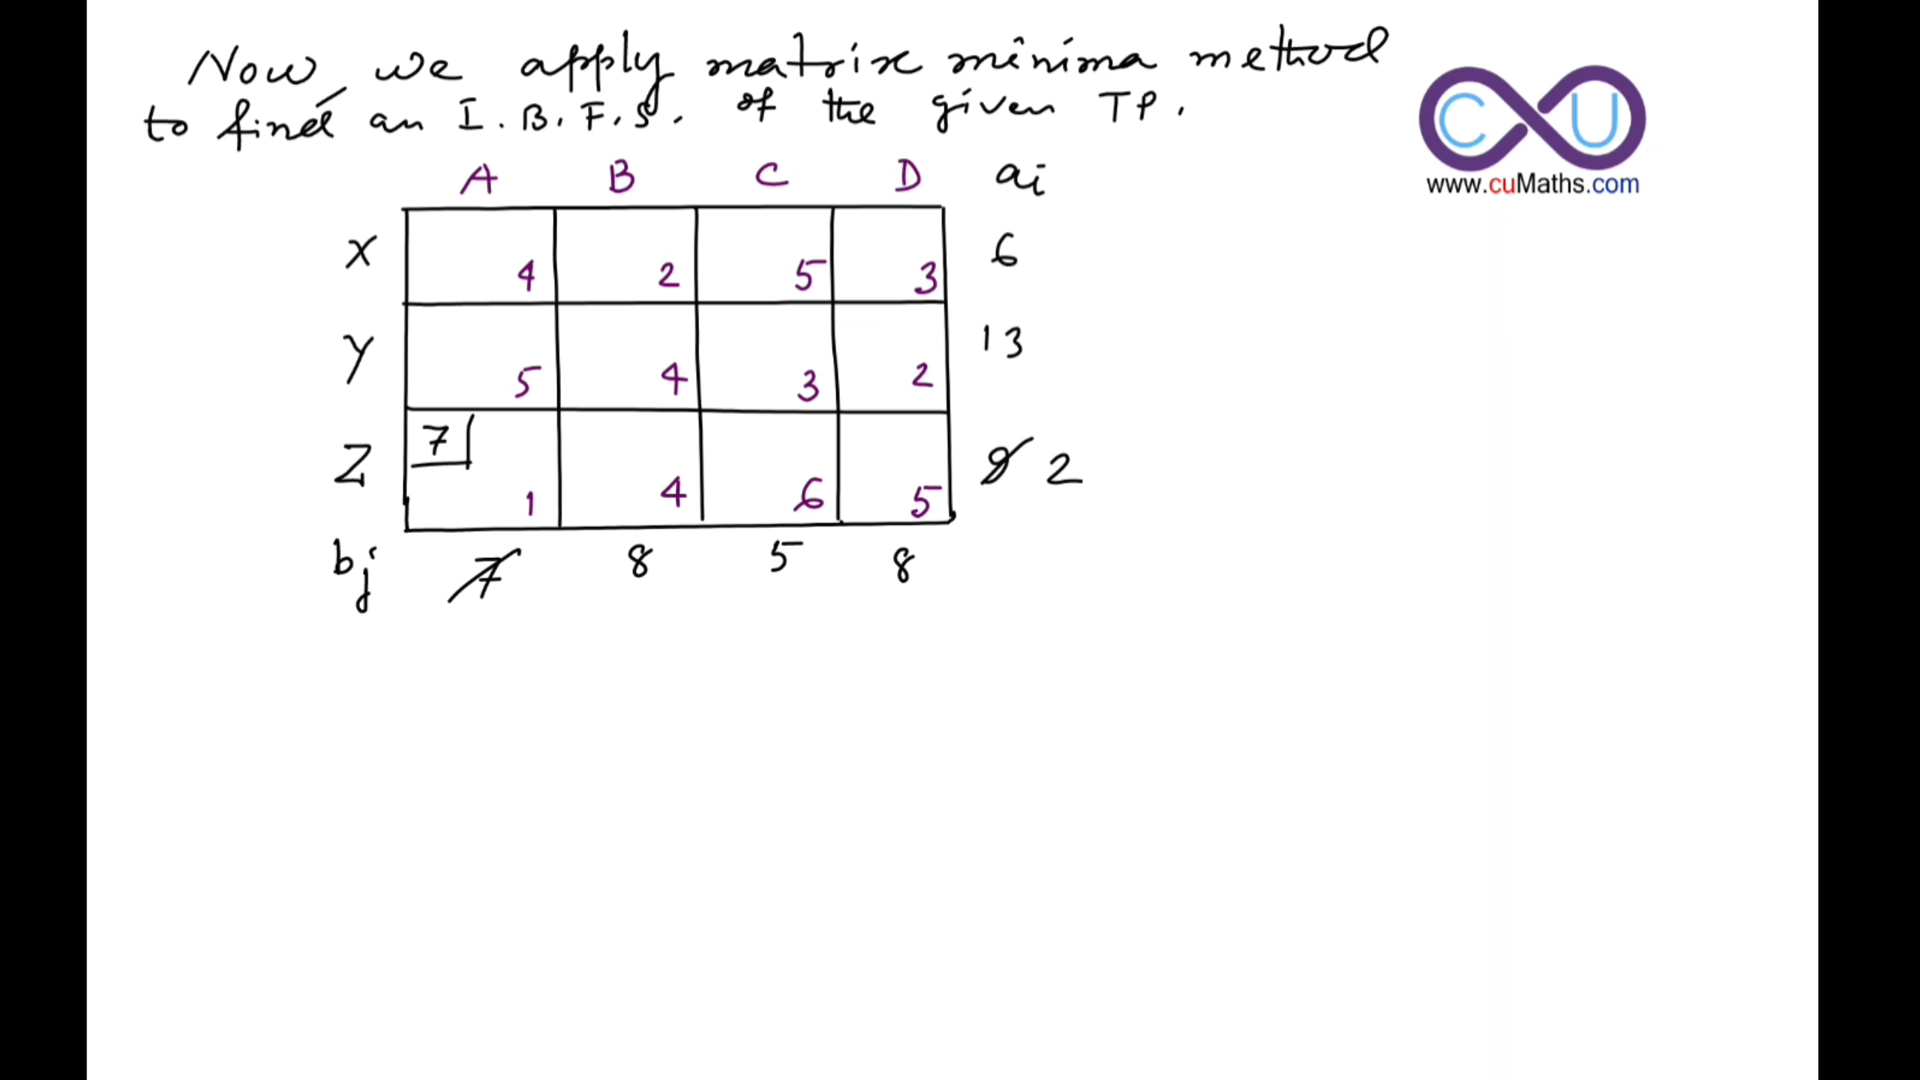 Now, we apply matrix minima method
to find an I.B.F.S. of the given TP.
CU
www.cuMaths.com
A B C D ai
X 4 2 5 3 6
Y 5 4 3 2 13
Z 7 1 4 6 5 9 2
bj 7 8 5 8